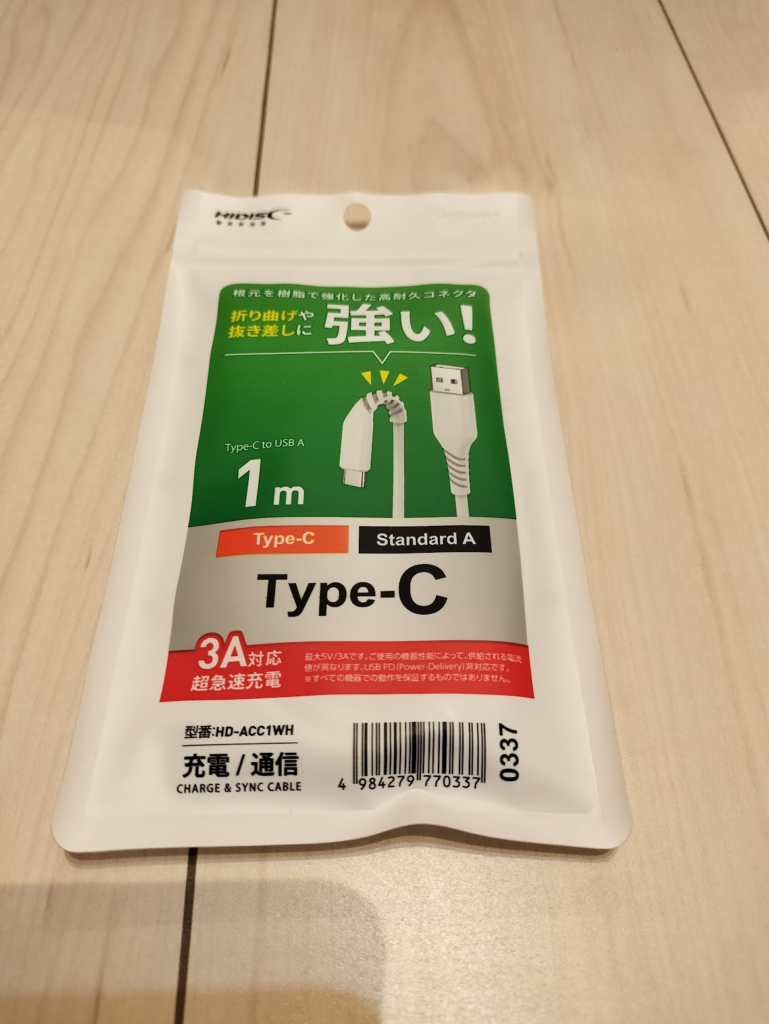 HIDISC
根元を樹脂で強化した高耐久コネクタ
折り曲げや
抜き差しに
強い!
Type-C to USB A
1m
Type-C
Standard A
Type-C
3A対応
超急速充電
最大5V/3Aです。ご使用の機器性能によって、供給される電流
値が異なります。USB PD(Power-Delivery)非対応です。
※すべての機器での動作を保証するものではありません。
型番:HD-ACC1WH
充電/通信
CHARGE & SYNC CABLE
4 984279 770337
0337